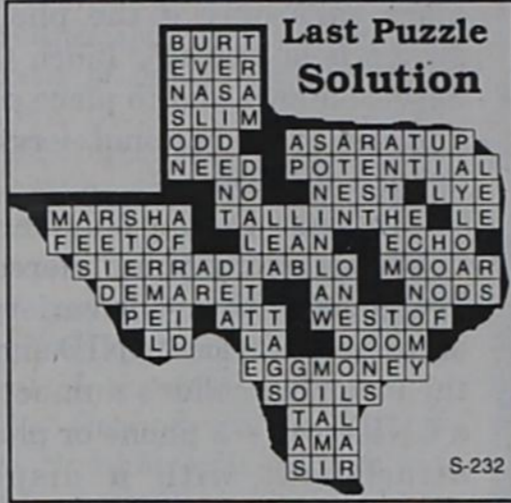 Last Puzzle
Solution
BURT
EVER
NASA
SLIM
ODD ASARATUP
NEED POTENTIAL
NO NEST LYE
MARSHA TALLINTHE LE
FEETOF LEAN ECHO
SIERRADIABLO MOOAR
DEMARET AN NODS
PEI ATT WESTOF
LD LA DOOM
EGGMONEY
SOILLS
TAL
AMA
SIR
S-232